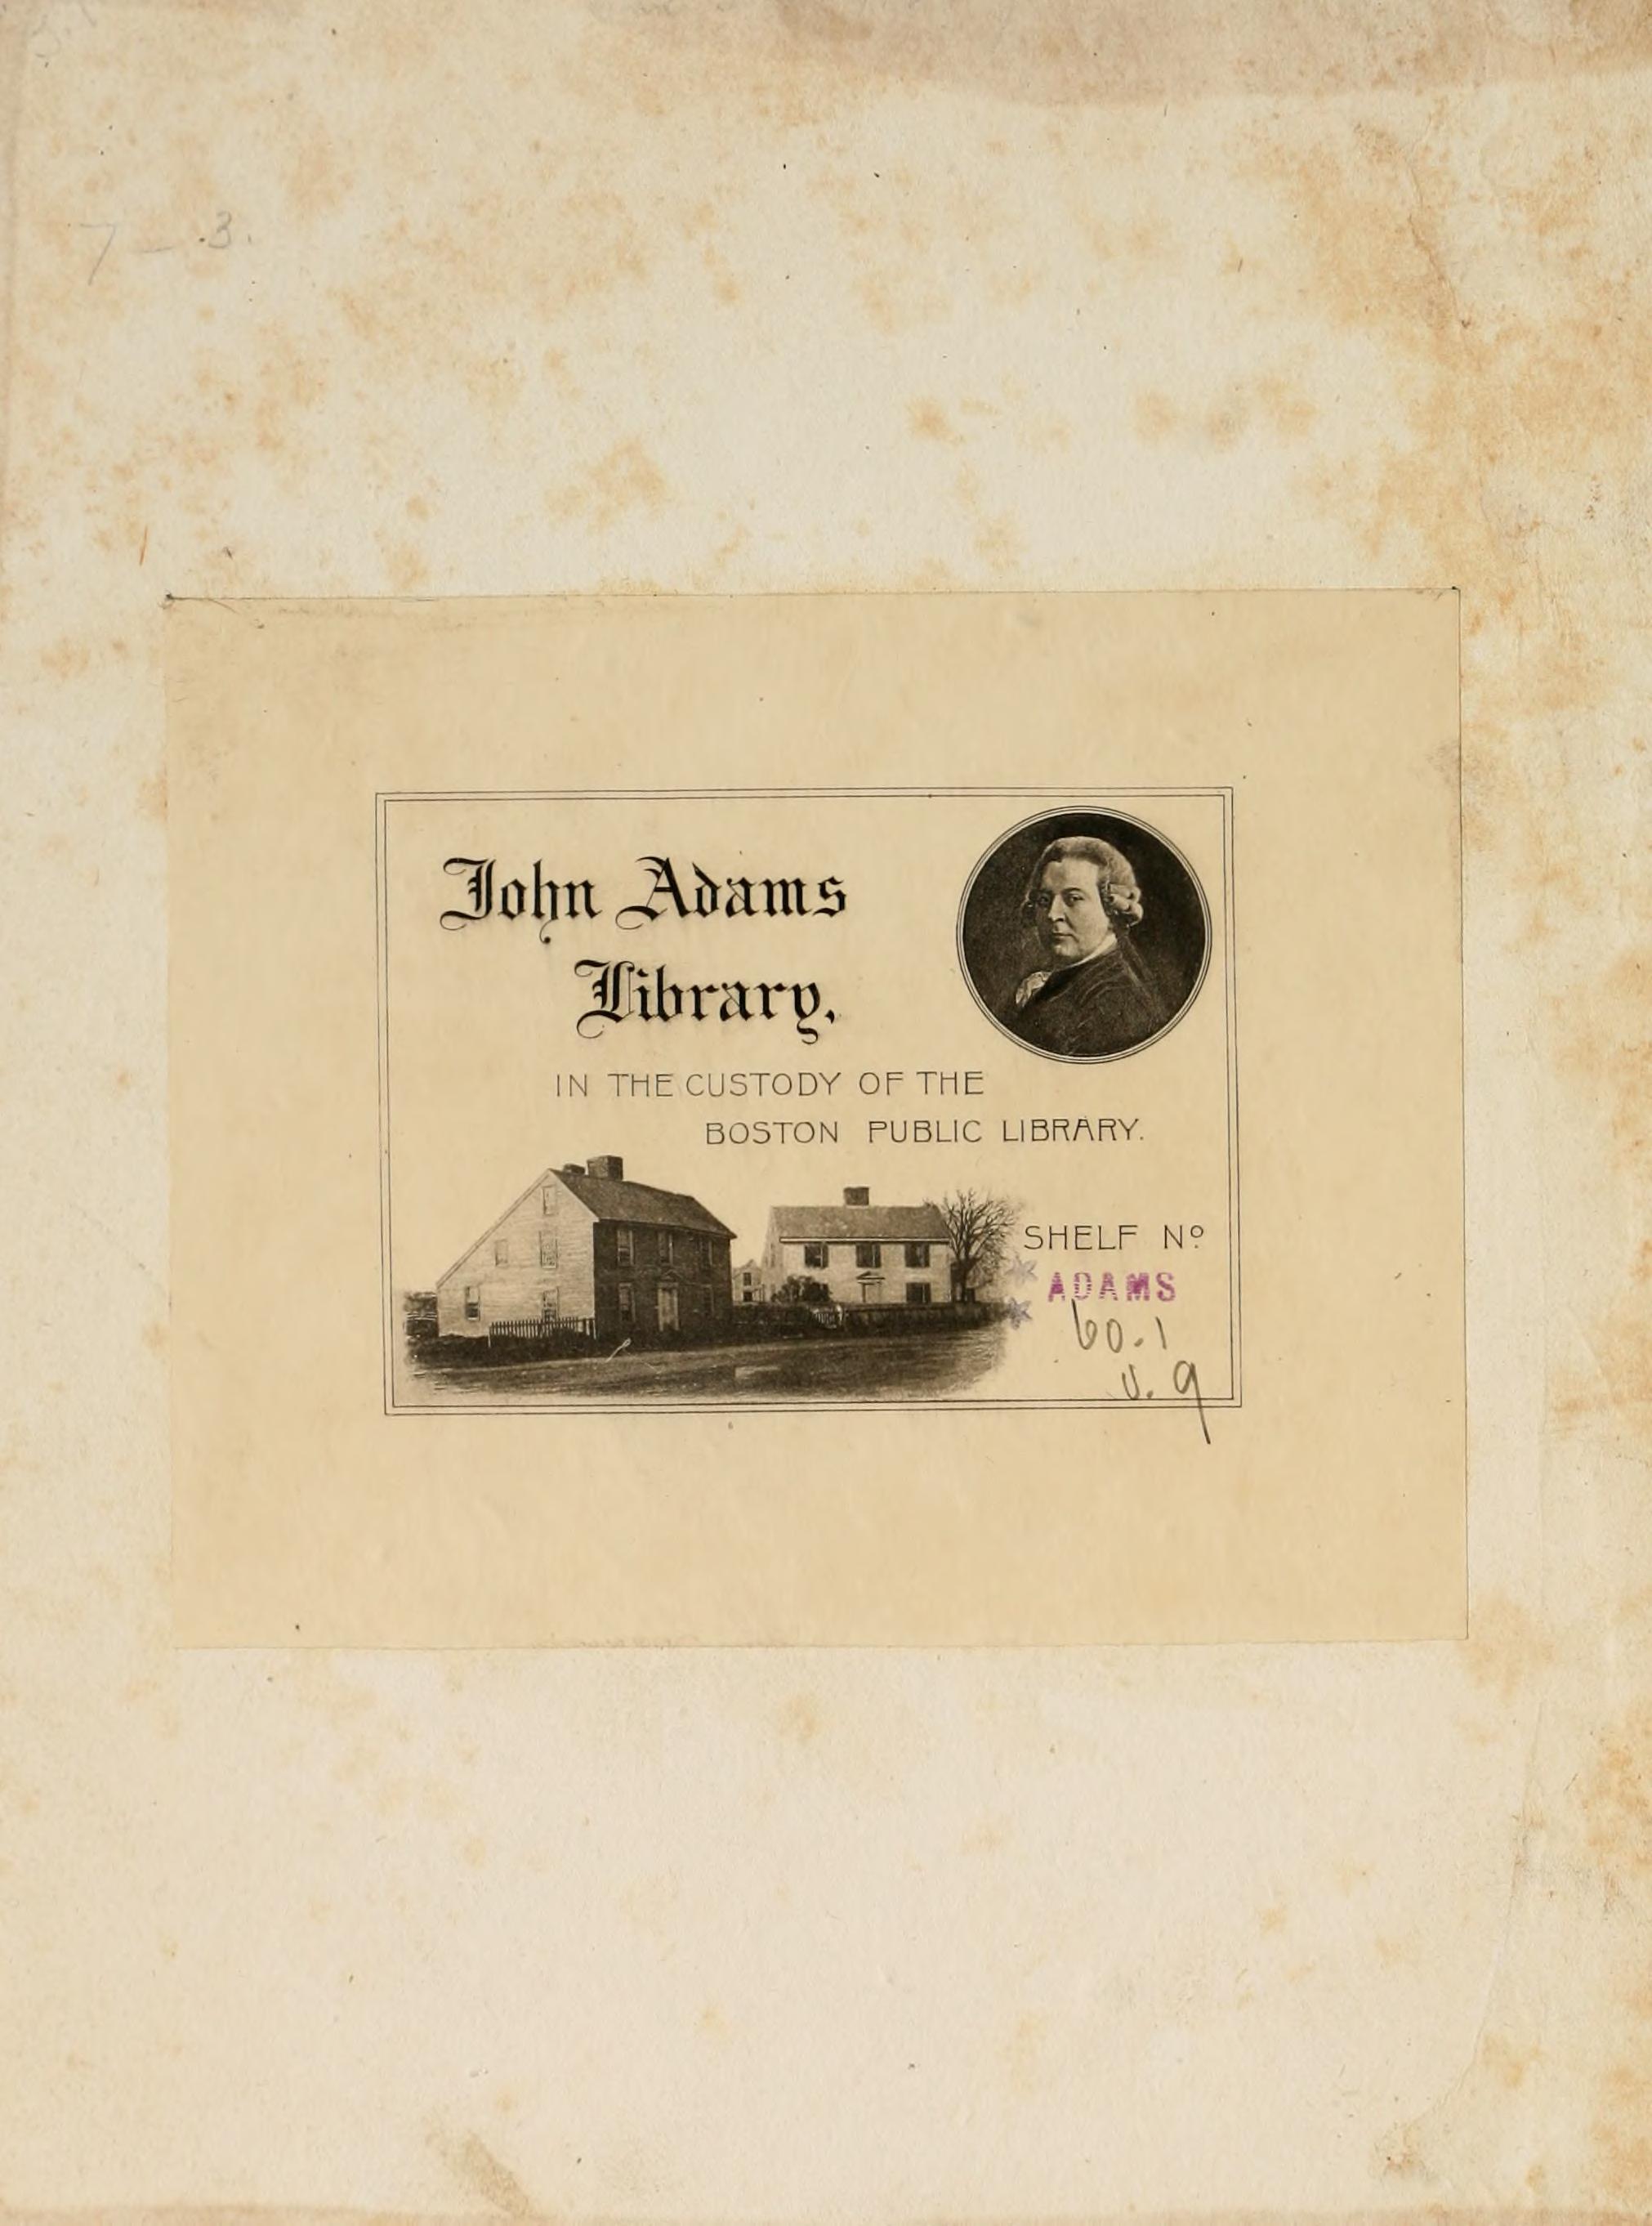 7 - 3.
John Adams
Library.
IN THE CUSTODY OF THE
BOSTON PUBLIC LIBRARY.
SHELF Nº
ADAMS
60.1
v. 9